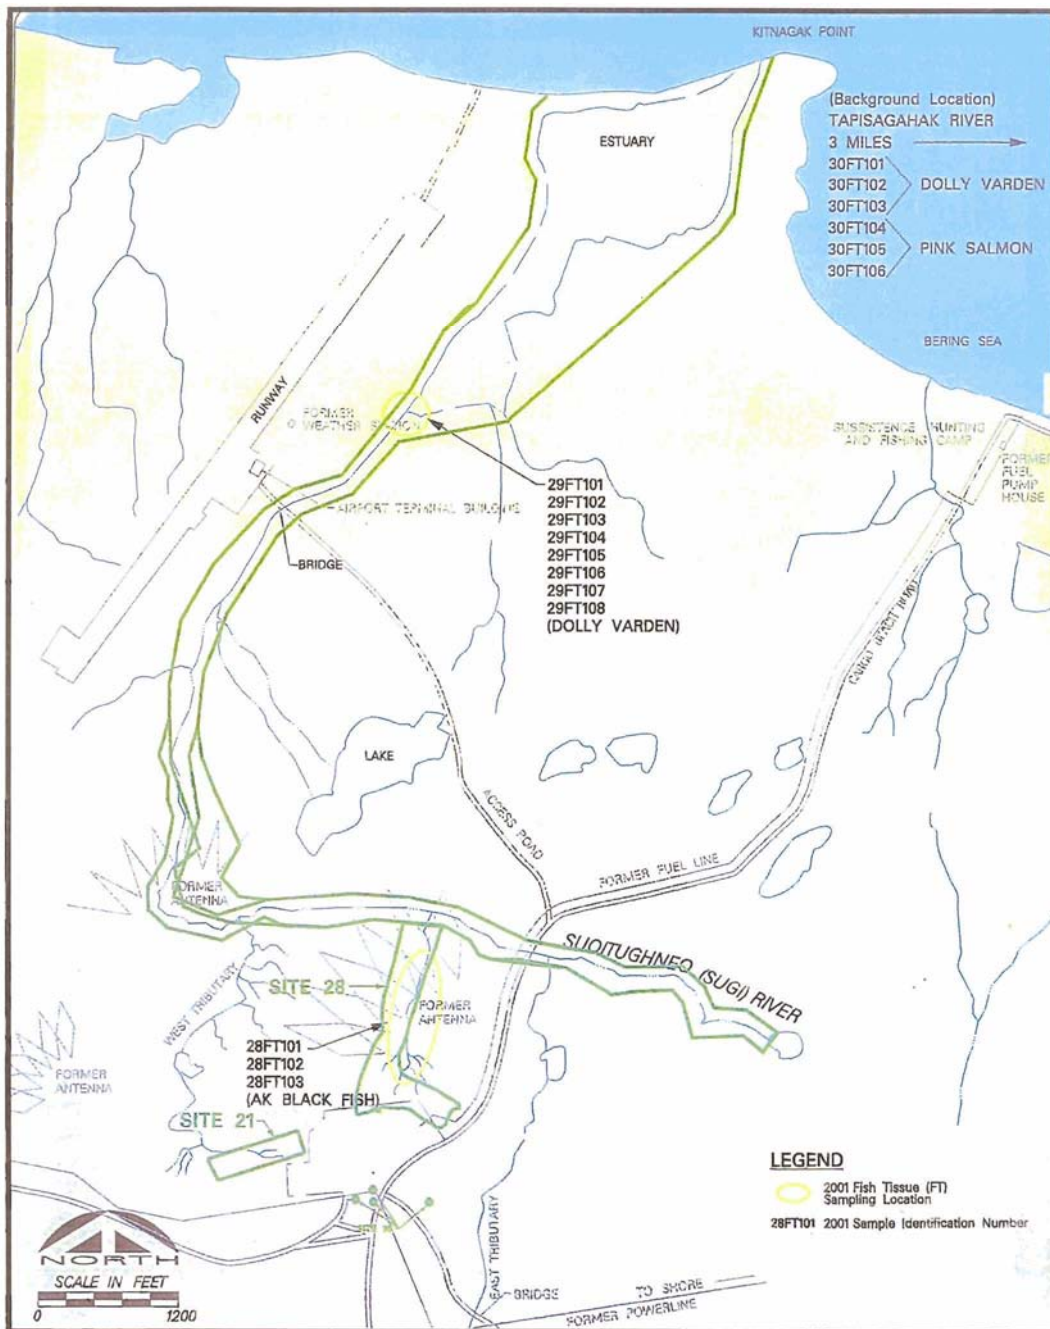 KITNAGAK POINT
(Background Location)
TAPISAGAHAK RIVER
3 MILES
30FT101
30FT102
30FT103
DOLLY VARDEN
30FT104
30FT105
30FT106
PINK SALMON
ESTUARY
BERING SEA
RUNWAY
FORMER
WEATHER STATION
SUBSISTENCE HUNTING
AND FISHING CAMP
FORMER
FUEL
PUMP
HOUSE
29FT101
29FT102
29FT103
29FT104
29FT105
29FT106
29FT107
29FT108
(DOLLY VARDEN)
AIRPORT TERMINAL BUILDING
BRIDGE
CARGO BEACH ROAD
LAKE
ACCESS ROAD
FORMER FUEL LINE
FORMER
ANTENNA
SUQITUGHNEQ (SUGI) RIVER
WEST TRIBUTARY
SITE 28
FORMER
ANTENNA
28FT101
28FT102
28FT103
(AK BLACK FISH)
FORMER
ANTENNA
SITE 21
LEGEND
2001 Fish Tissue (FT)
Sampling Location
28FT101 2001 Sample Identification Number
NORTH
SCALE IN FEET
0 1200
EAST TRIBUTARY
BRIDGE
TO SHORE
FORMER POWERLINE